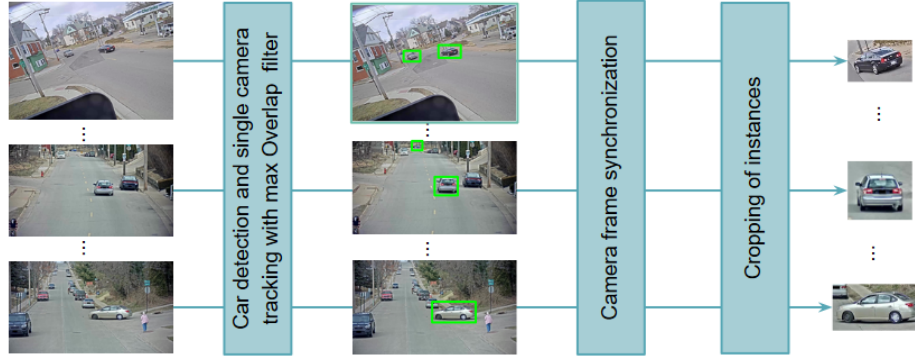 Car detection and single camera
tracking with max Overlap filter
Camera frame synchronization
Cropping of instances